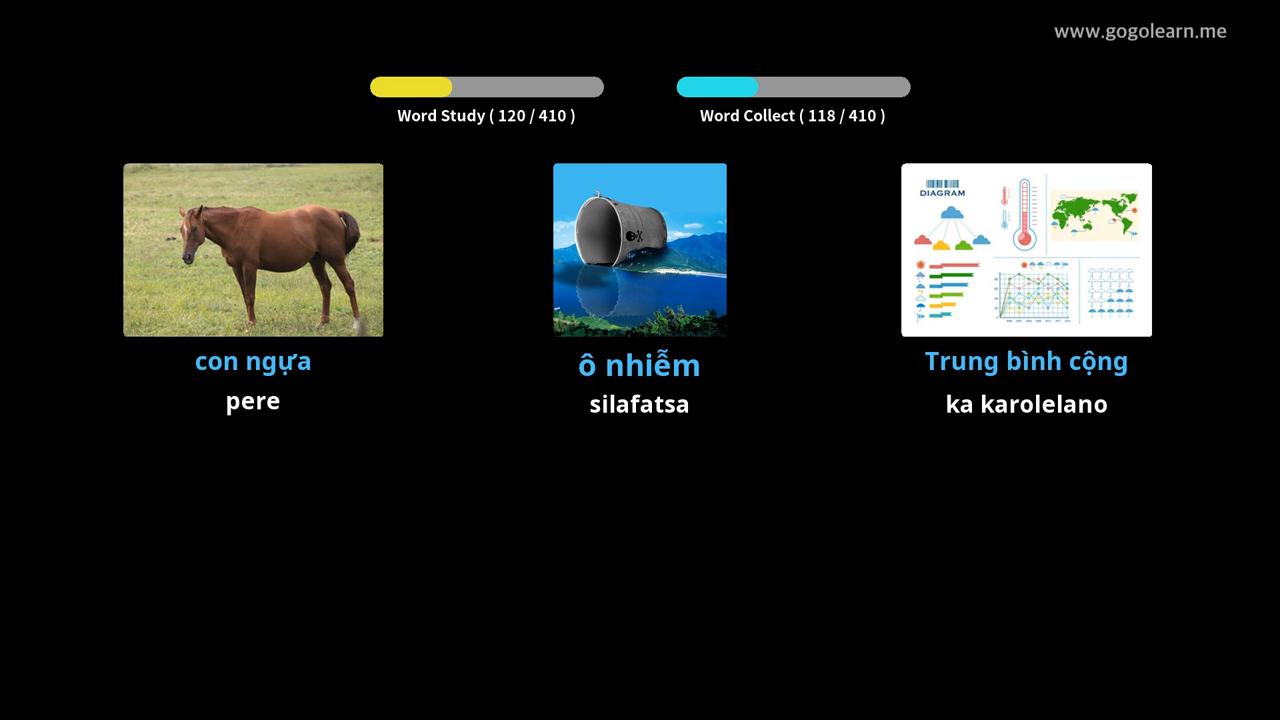 www.gogolearn.me
Word Study ( 120 / 410 )
Word Collect ( 118 / 410 )
DIAGRAM
con ngựa
ô nhiễm
Trung bình cộng
pere
silafatsa
ka karolelano